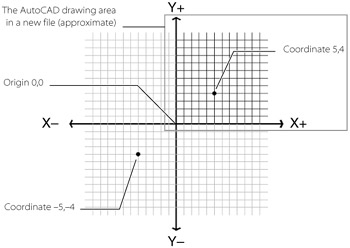 The AutoCAD drawing area
in a new file (approximate)
Y+
Coordinate 5,4
Origin 0,0
X–
X+
Coordinate –5,–4
Y–